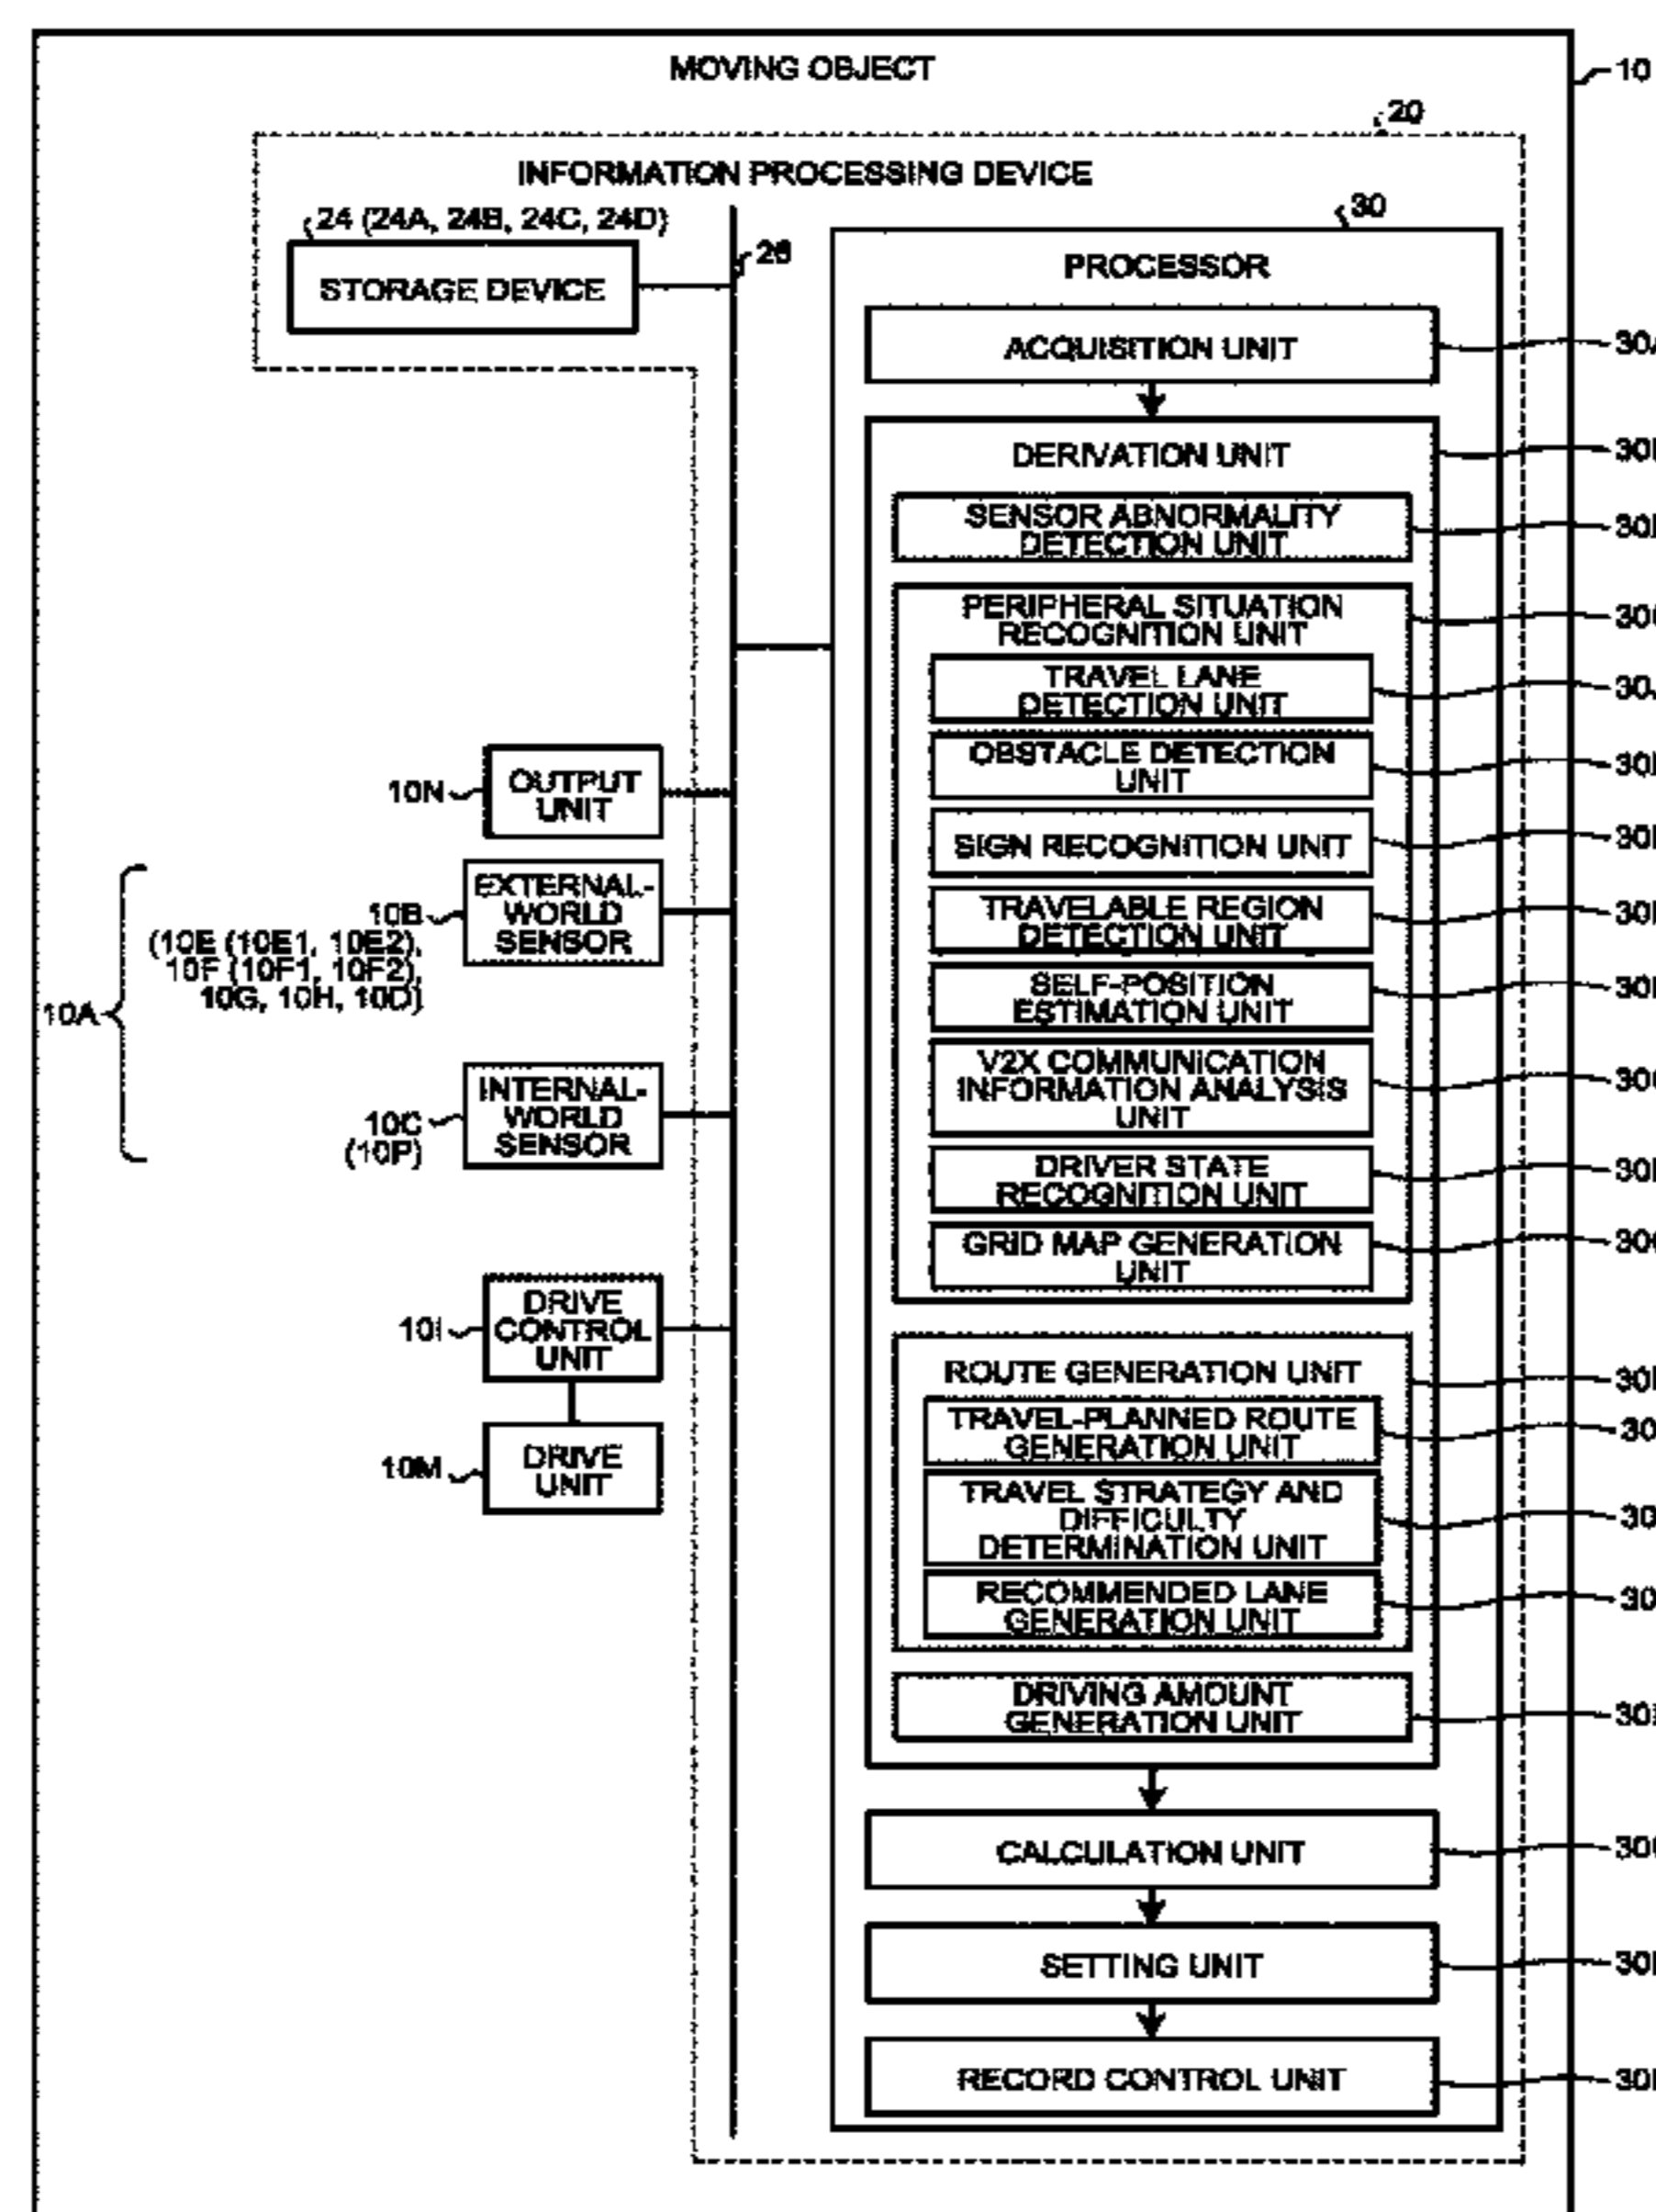 MOVING OBJECT
10
20
INFORMATION PROCESSING DEVICE
24 (24A, 24B, 24C, 24D)
STORAGE DEVICE
26
30
PROCESSOR
ACQUISITION UNIT
DERIVATION UNIT
SENSOR ABNORMALITY
DETECTION UNIT
PERIPHERAL SITUATION
RECOGNITION UNIT
TRAVEL LANE
DETECTION UNIT
OBSTACLE DETECTION
UNIT
SIGN RECOGNITION UNIT
TRAVELABLE REGION
DETECTION UNIT
SELF-POSITION
ESTIMATION UNIT
V2X COMMUNICATION
INFORMATION ANALYSIS
UNIT
DRIVER STATE
RECOGNITION UNIT
GRID MAP GENERATION
UNIT
ROUTE GENERATION UNIT
TRAVEL-PLANNED ROUTE
GENERATION UNIT
TRAVEL STRATEGY AND
DIFFICULTY
DETERMINATION UNIT
RECOMMENDED LANE
GENERATION UNIT
DRIVING AMOUNT
GENERATION UNIT
CALCULATION UNIT
SETTING UNIT
RECORD CONTROL UNIT
10N
OUTPUT
UNIT
10A
10B
(10E (10E1, 10E2),
10F (10F1, 10F2),
10G, 10H, 10D)
EXTERNAL-
WORLD
SENSOR
10C
(10P)
INTERNAL-
WORLD
SENSOR
10I
DRIVE
CONTROL
UNIT
10M
DRIVE
UNIT